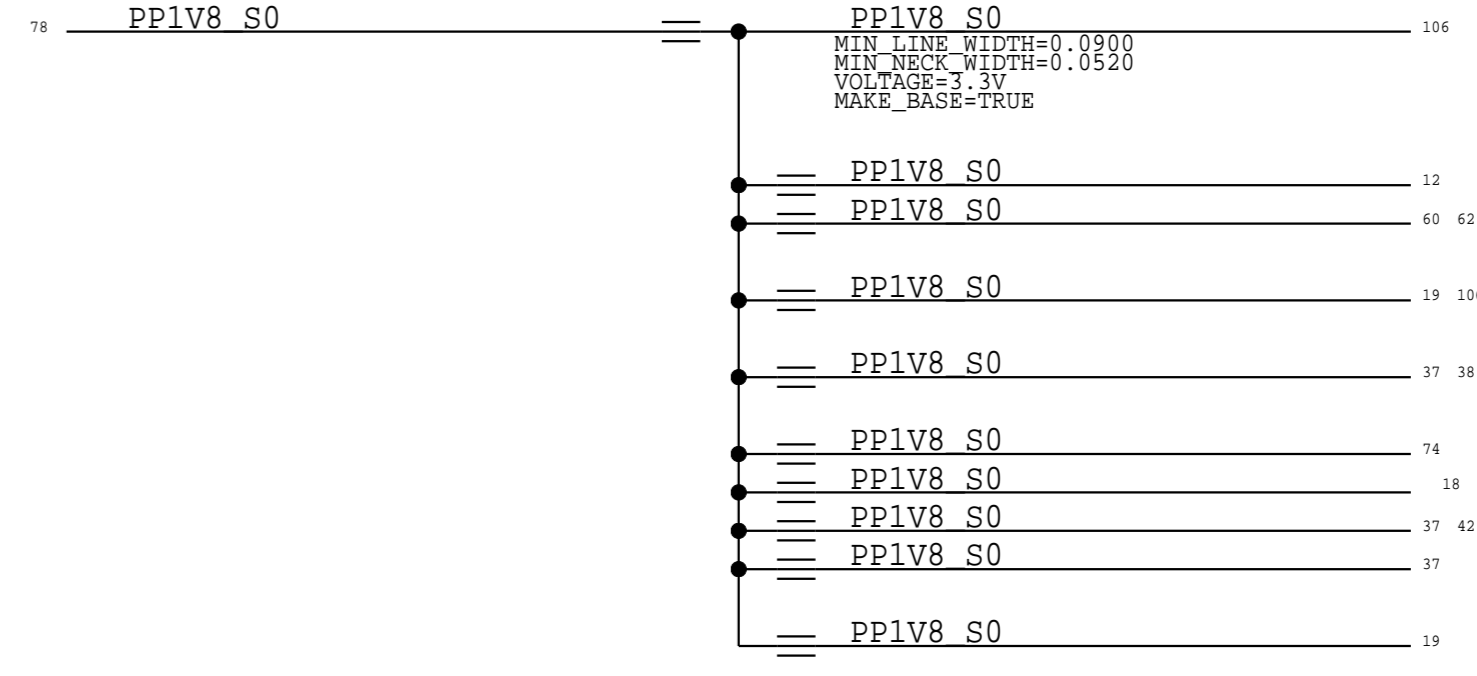 78 PP1V8_S0 PP1V8_S0 106
MIN_LINE_WIDTH=0.0900
MIN_NECK_WIDTH=0.0520
VOLTAGE=3.3V
MAKE_BASE=TRUE
PP1V8_S0 12
PP1V8_S0 60 62
PP1V8_S0 19
PP1V8_S0 37 38
PP1V8_S0 74
PP1V8_S0 18
PP1V8_S0 37 42
PP1V8_S0 37
PP1V8_S0 19